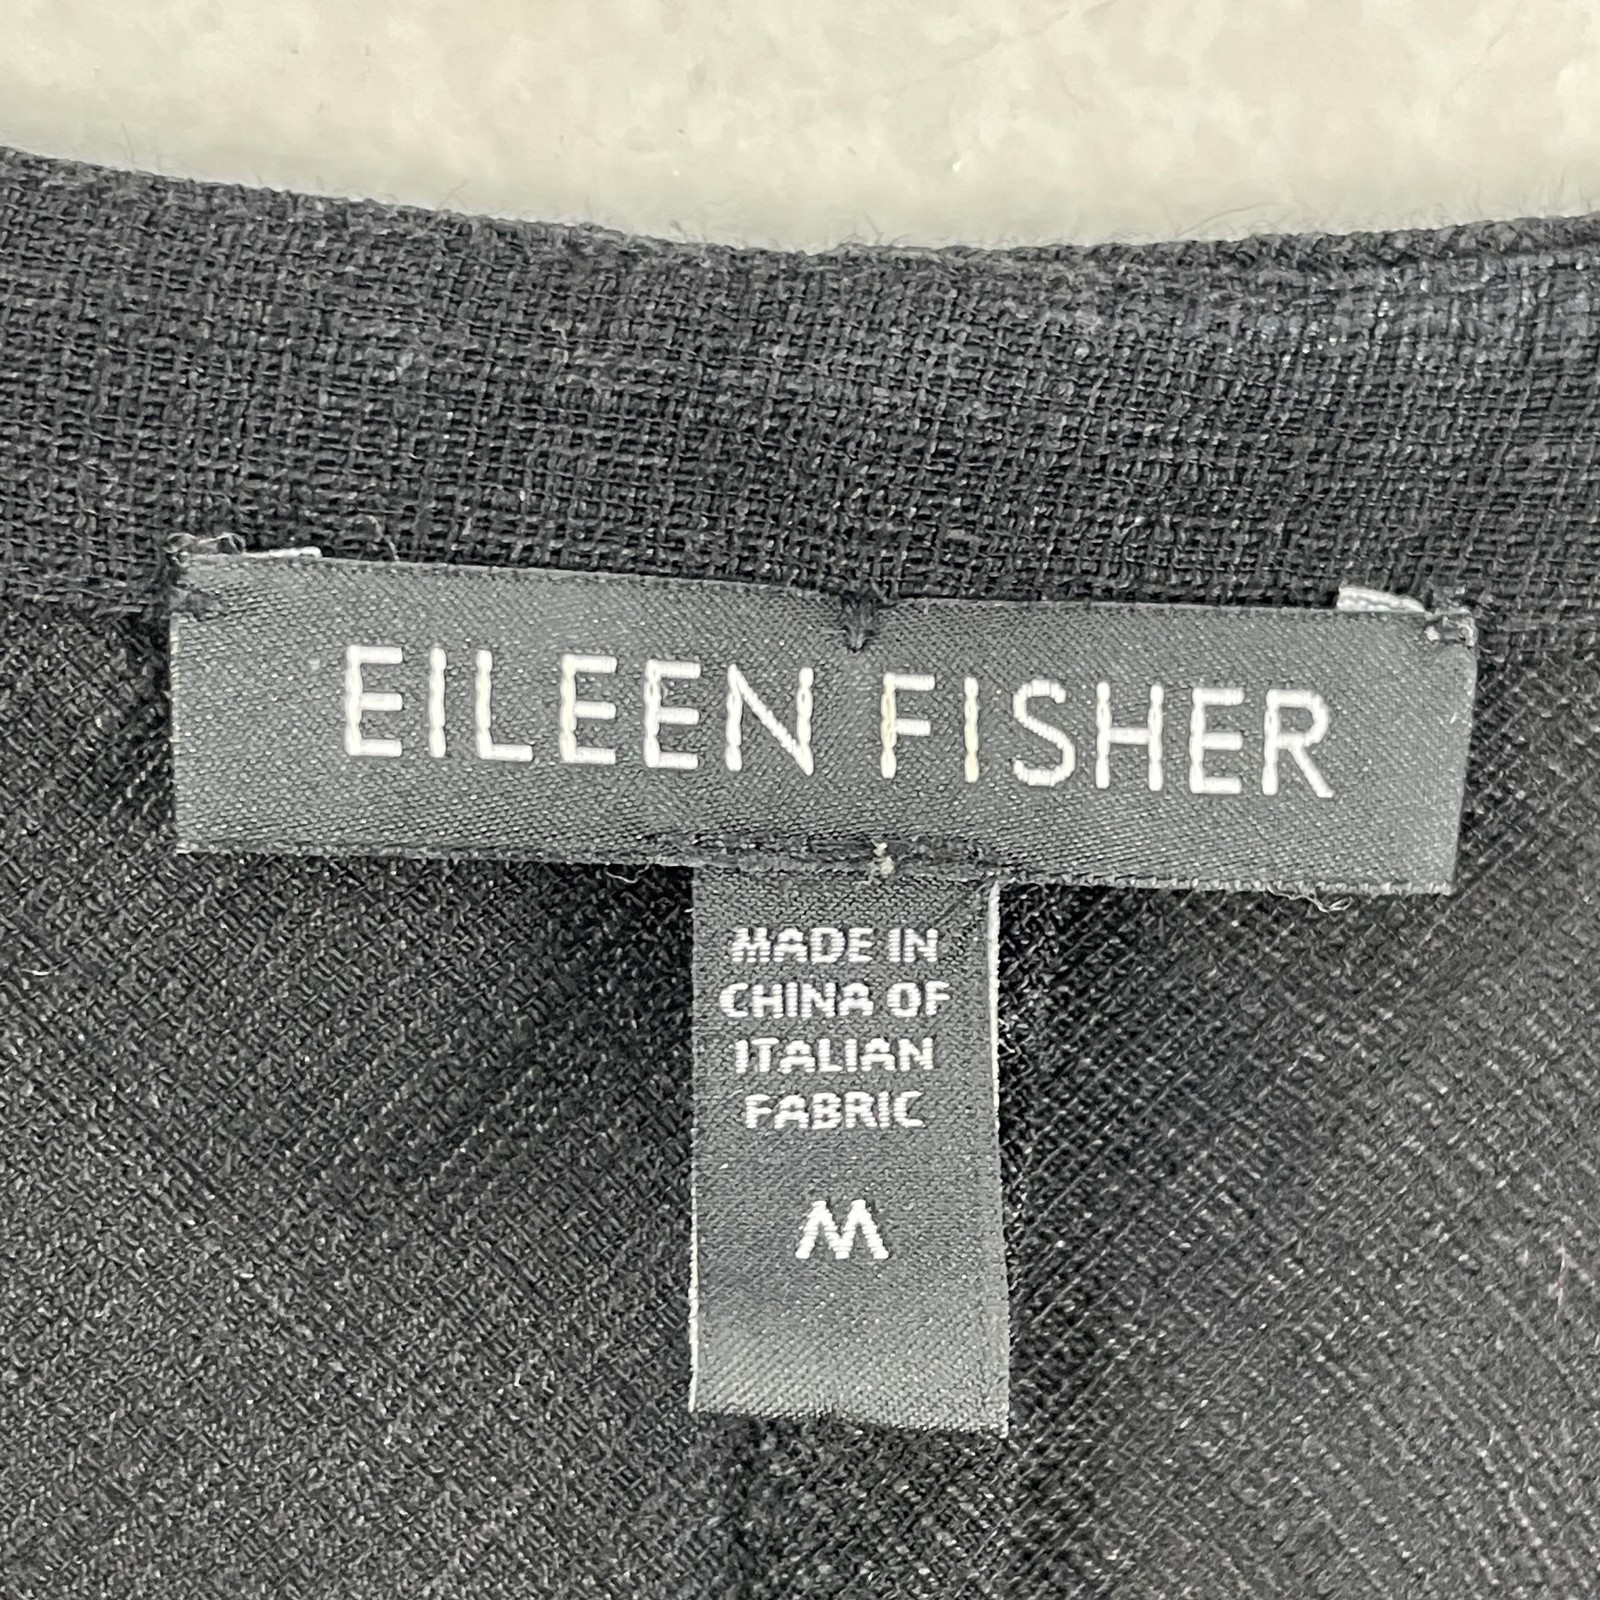 EILEEN FISHER
MADE IN
CHINA OF
ITALIAN
FABRIC
M